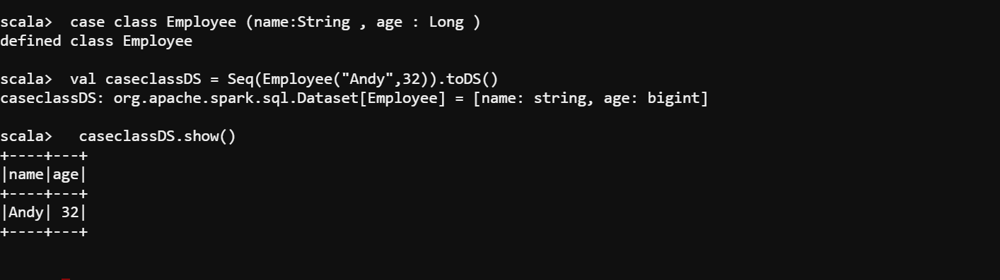 scala>  case class Employee (name:String , age : Long )
defined class Employee
scala>  val caseclassDS = Seq(Employee("Andy",32)).toDS()
caseclassDS: org.apache.spark.sql.Dataset[Employee] = [name: string, age: bigint]
scala>   caseclassDS.show()
+----+---+
|name|age|
+----+---+
|Andy| 32|
+----+---+